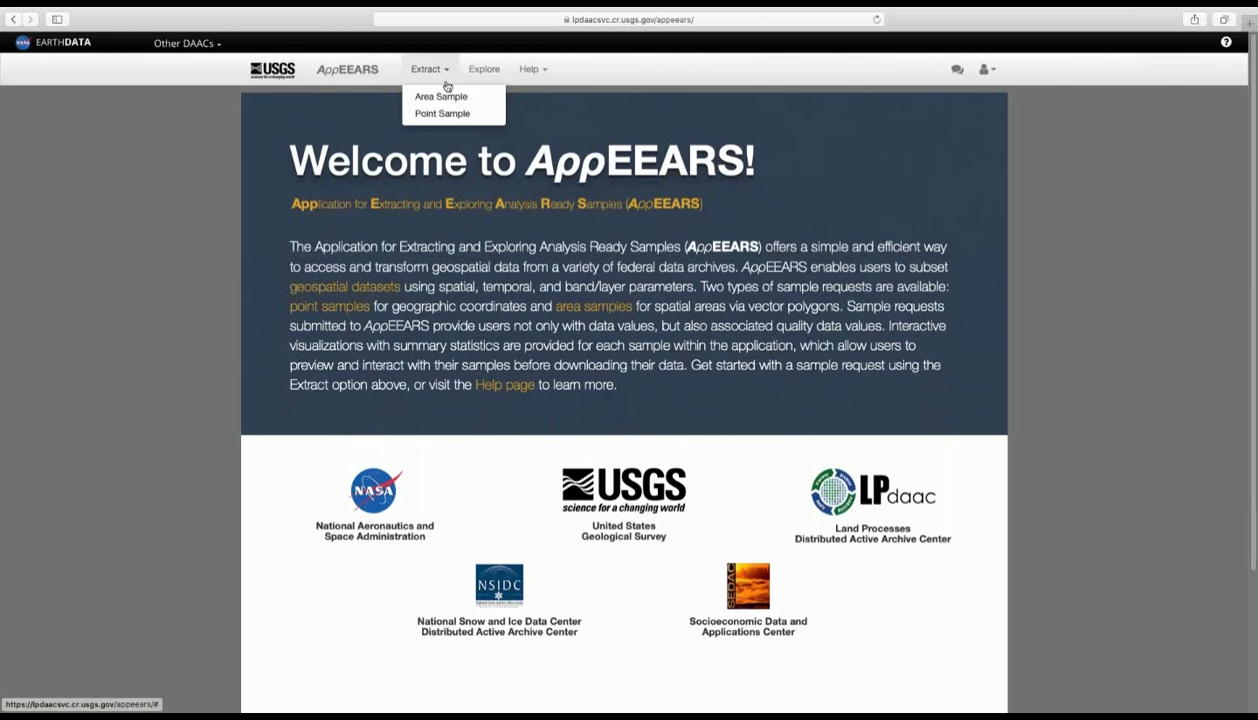 lpdaacsvc.cr.usgs.gov/appeears/
NASA EARTHDATA Other DAACs
USGS science for a changing world AppEEARS Extract Explore Help
Area Sample
Point Sample
Welcome to AppEEARS!
Application for Extracting and Exploring Analysis Ready Samples (AppEEARS)
The Application for Extracting and Exploring Analysis Ready Samples (AppEEARS) offers a simple and efficient way
to access and transform geospatial data from a variety of federal data archives. AppEEARS enables users to subset
geospatial datasets using spatial, temporal, and band/layer parameters. Two types of sample requests are available:
point samples for geographic coordinates and area samples for spatial areas via vector polygons. Sample requests
submitted to AppEEARS provide users not only with data values, but also associated quality data values. Interactive
visualizations with summary statistics are provided for each sample within the application, which allow users to
preview and interact with their samples before downloading their data. Get started with a sample request using the
Extract option above, or visit the Help page to learn more.
NASA
National Aeronautics and
Space Administration
USGS
science for a changing world
United States
Geological Survey
LPdaac
Land Processes
Distributed Active Archive Center
NSIDC
National Snow and Ice Data Center
Distributed Active Archive Center
SEDAC
Socioeconomic Data and
Applications Center
https://lpdaacsvc.cr.usgs.gov/appeears/#